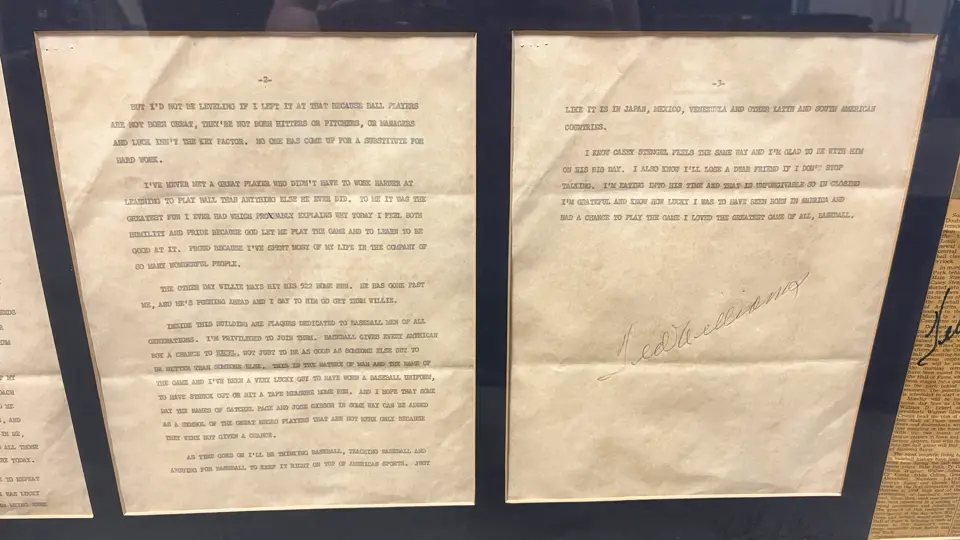 MY
OACH
ME
S, AND
IN ME,
ALL THOSE
ME TODAY.
TO REPEAT
WAS LUCKY
-2-
BUT I'D NOT BE LEVELING IF I LEFT IT AT THAT BECAUSE BALL PLAYERS
ARE NOT BORN GREAT, THEY'RE NOT BORN HITTERS OR PITCHERS, OR MANAGERS
AND LUCK ISN'T THE KEY FACTOR. NO ONE HAS COME UP FOR A SUBSTITUTE FOR
HARD WORK.
I'VE NEVER MET A GREAT PLAYER WHO DIDN'T HAVE TO WORK HARDER AT
LEARNING TO PLAY BALL THAN ANYTHING ELSE HE EVER DID. TO ME IT WAS THE
GREATEST FUN I EVER HAD WHICH PROBABLY EXPLAINS WHY TODAY I FEEL BOTH
HUMILITY AND PRIDE BECAUSE GOD LET ME PLAY THE GAME AND TO LEARN TO BE
GOOD AT IT. PROUD BECAUSE I'VE SPENT MOST OF MY LIFE IN THE COMPANY OF
SO MANY WONDERFUL PEOPLE.
THE OTHER DAY WILLIE MAYS HIT HIS 522 HOME RUN. HE HAS GONE PAST
ME, AND HE'S PUSHING AHEAD AND I SAY TO HIM GO GET THEM WILLIE.
INSIDE THIS BUILDING ARE PLAQUES DEDICATED TO BASEBALL MEN OF ALL
GENERATIONS. I'M PRIVILEGED TO JOIN THEM. BASEBALL GIVES EVERY AMERICAN
BOY A CHANCE TO EXCEL, NOT JUST TO BE AS GOOD AS SOMEONE ELSE BUT TO
BE BETTER THAN SOMEONE ELSE. THIS IS THE NATURE OF MAN AND THE NAME OF
THE GAME AND I'VE BEEN A VERY LUCKY GUY TO HAVE WORN A BASEBALL UNIFORM,
TO HAVE STRUCK OUT OR HIT A TAPE MEASURE HOME RUN. AND I HOPE THAT SOME
DAY THE NAMES OF SATCHEL PAGE AND JOSH GIBSON IN SOME WAY CAN BE ADDED
AS A SYMBOL OF THE GREAT NEGRO PLAYERS THAT ARE NOT HERE ONLY BECAUSE
THEY WERE NOT GIVEN A CHANCE.
AS TIME GOES ON I'LL BE THINKING BASEBALL, TEACHING BASEBALL AND
ARGUING FOR BASEBALL TO KEEP IT RIGHT ON TOP OF AMERICAN SPORTS. JUST
-3-
LIKE IT IS IN JAPAN, MEXICO, VENEZULA AND OTHER LATIN AND SOUTH AMERICAN
COUNTRIES.
I KNOW CASEY STENGEL FEELS THE SAME WAY AND I'M GLAD TO BE WITH HIM
ON HIS BIG DAY. I ALSO KNOW I'LL LOSE A DEAR FRIEND IF I DON'T STOP
TALKING. I'M EATING INTO HIS TIME AND THAT IS UNFORGIVABLE SO IN CLOSING
I'M GRATEFUL AND KNOW HOW LUCKY I WAS TO HAVE BEEN BORN IN AMERICA AND
HAD A CHANCE TO PLAY THE GAME I LOVED THE GREATEST GAME OF ALL, BASEBALL.
Ted Williams